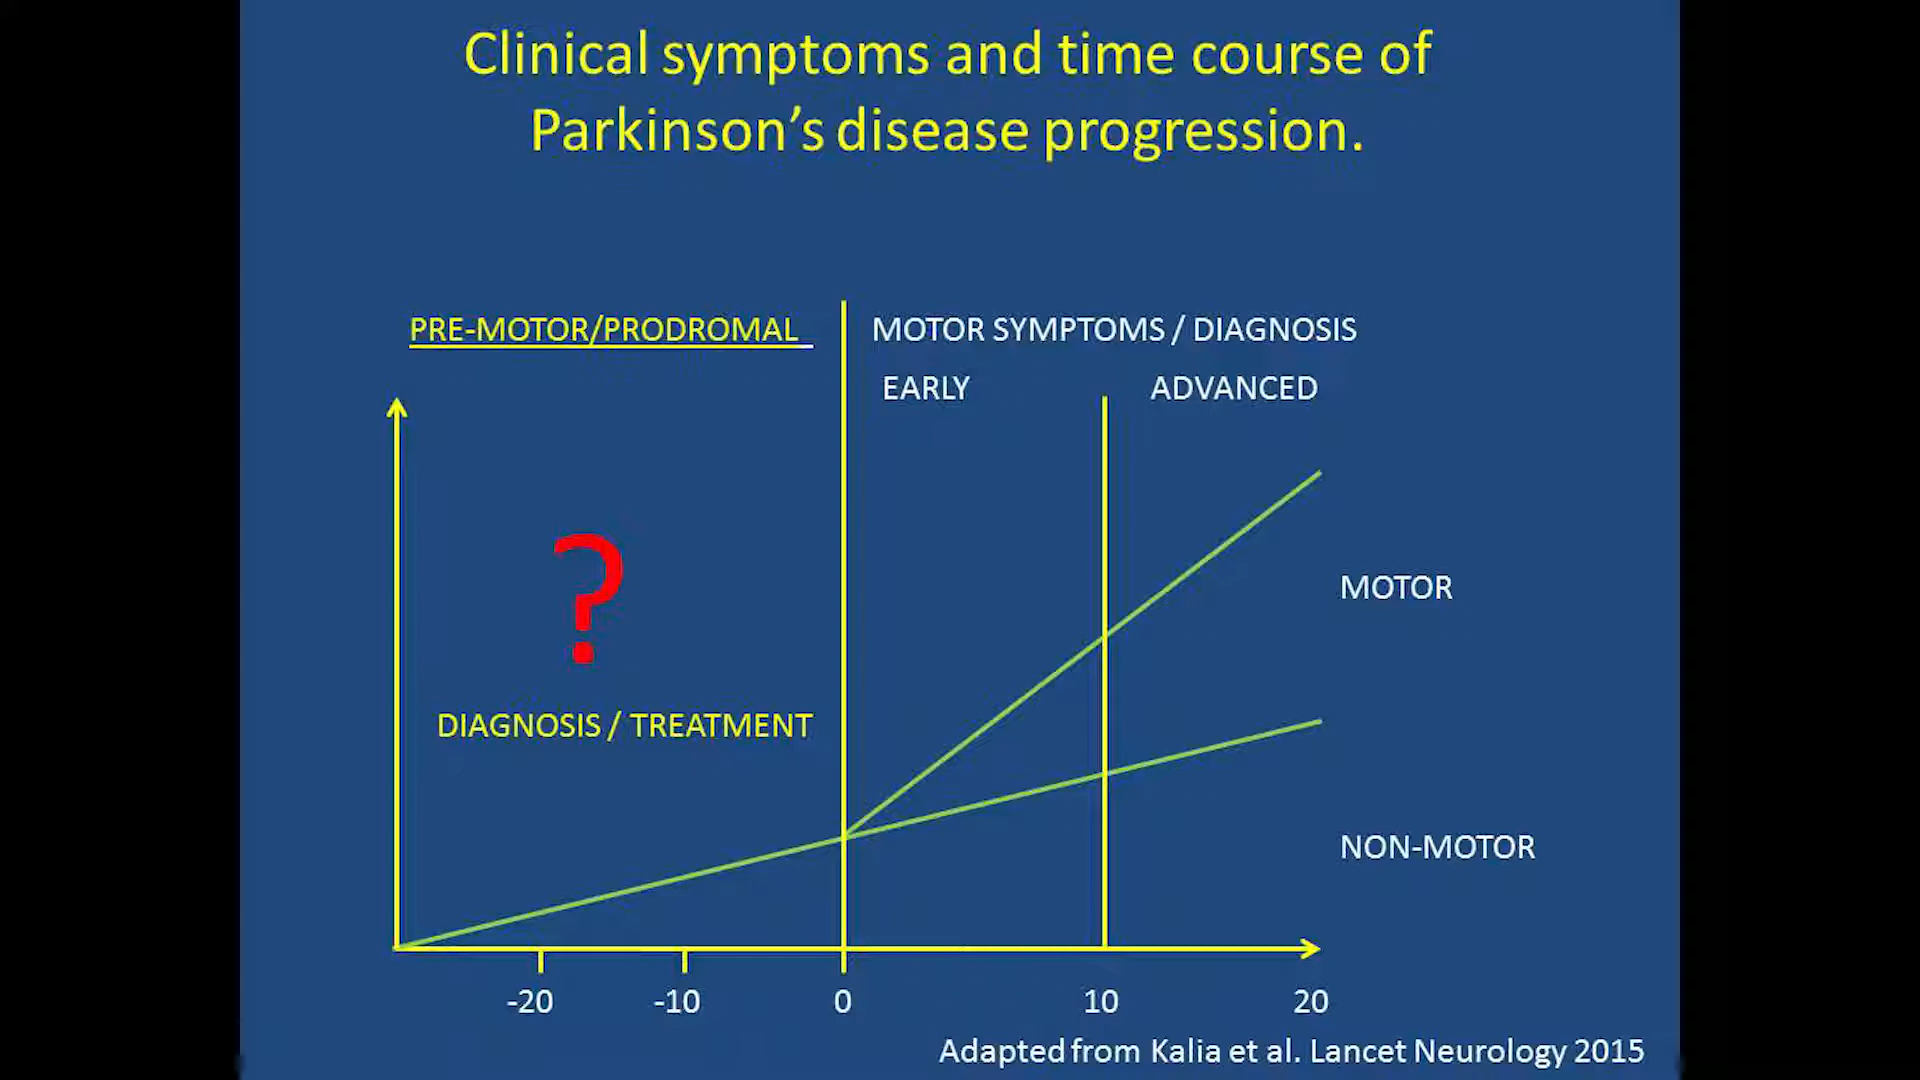 Clinical symptoms and time course of
Parkinson's disease progression.
PRE-MOTOR/PRODROMAL
MOTOR SYMPTOMS / DIAGNOSIS
EARLY
ADVANCED
?
MOTOR
DIAGNOSIS / TREATMENT
NON-MOTOR
-20 -10 0 10 20
Adapted from Kalia et al. Lancet Neurology 2015